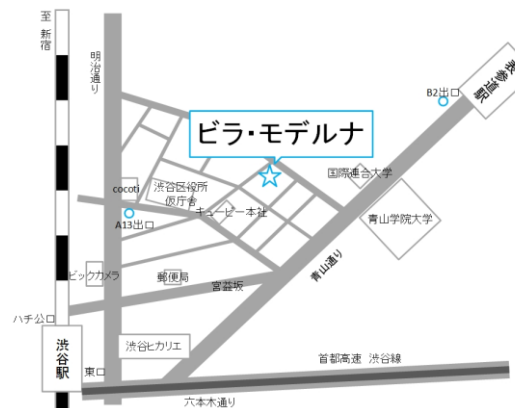 至 新宿
明治通り
表参道駅
B2出口
ビラ・モデルナ
国際連合大学
cocoti
渋谷区役所
仮庁舎
キューピー本社
A13出口
青山学院大学
青山通り
ビックカメラ
郵便局
宮益坂
ハチ公口
渋谷ヒカリエ
渋谷駅
東口
首都高速 渋谷線
六本木通り